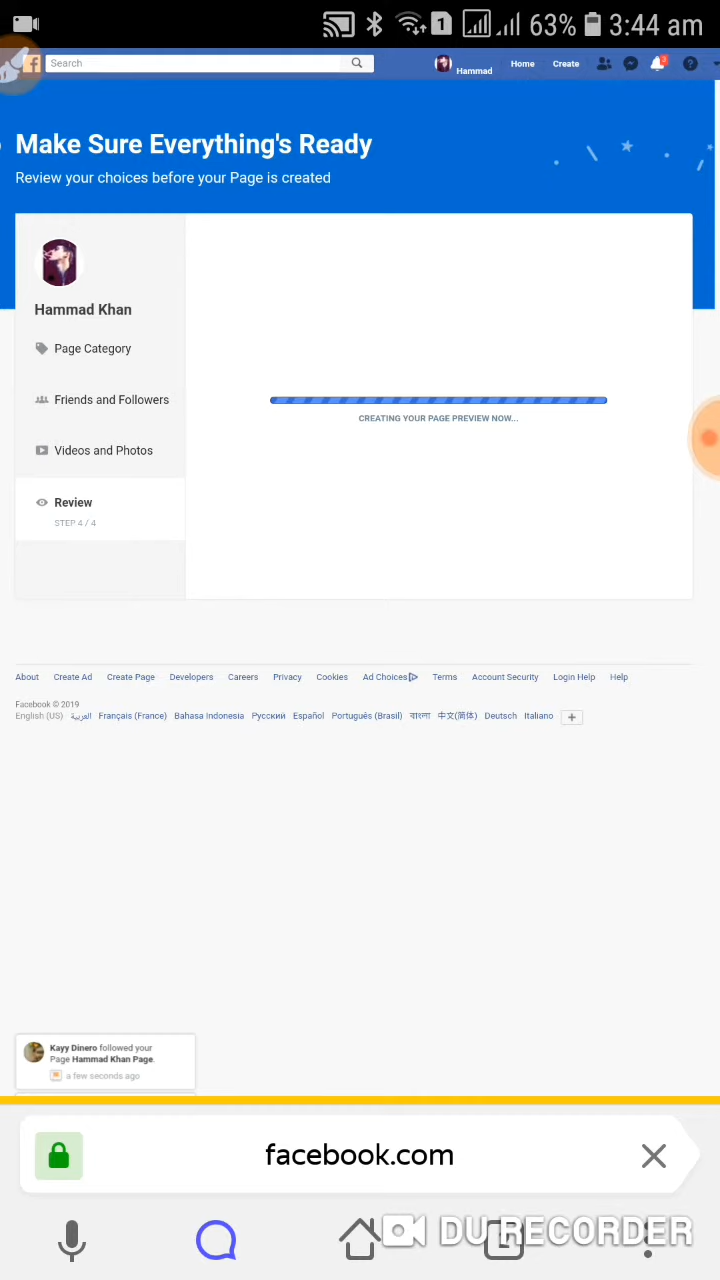 1 63% 3:44 am
f Search Hammad Home Create 3 ?
Make Sure Everything's Ready
Review your choices before your Page is created
Hammad Khan
Page Category
Friends and Followers
Videos and Photos
Review
STEP 4 / 4
CREATING YOUR PAGE PREVIEW NOW...
About Create Ad Create Page Developers Careers Privacy Cookies Ad Choices Terms Account Security Login Help Help
Facebook © 2019
English (US) العربية Français (France) Bahasa Indonesia Русский Español Português (Brasil) বাংলা 中文(简体) Deutsch Italiano +
Kayy Dinero followed your
Page Hammad Khan Page.
a few seconds ago
facebook.com
DU RECORDER